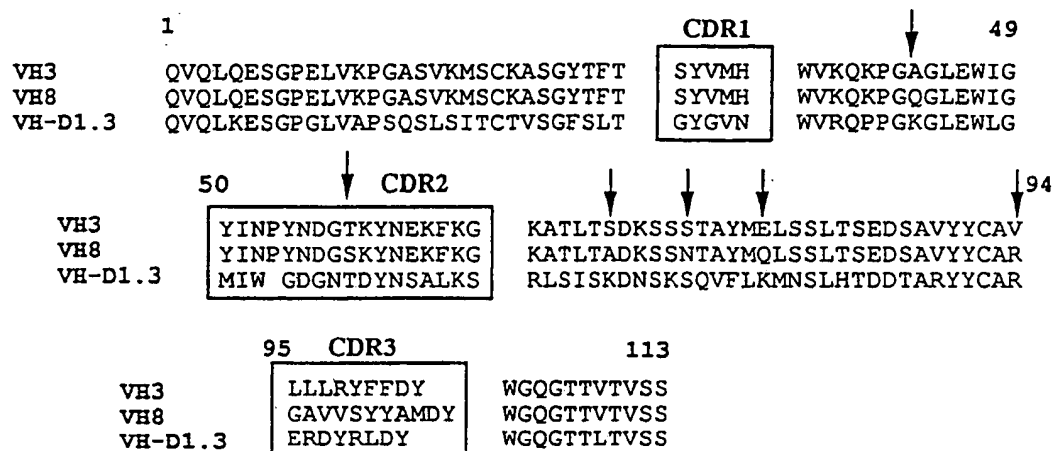 1 CDR1 49
VH3 QVQLQESGPELVKPGASVKMSCKASGYTFT SYVMH WVKQKPGAGLEWIG
VH8 QVQLQESGPELVKPGASVKMSCKASGYTFT SYVMH WVKQKPGQGLEWIG
VH-D1.3 QVQLKESGPGLVAPSQSLSITCTVSGFSLT GYGVN WVRQPPGKGLEWLG
50 CDR2 94
VH3 YINPYNDGTKYNEKFKG KATLTSDKSSSTAYMELSSLTSEDSAVYYCAV
VH8 YINPYNDGSKYNEKFKG KATLTADKSSNTAYMQLSSLTSEDSAVYYCAR
VH-D1.3 MIW GDGNTDYNSALKS RLSISKDNSKSQVFLKMNSLHTDDTARYYCAR
95 CDR3 113
VH3 LLLRYFFDY WGQGTTVTVSS
VH8 GAVVSYYAMDY WGQGTTVTVSS
VH-D1.3 ERDYRLDY WGQGTTLTVSS